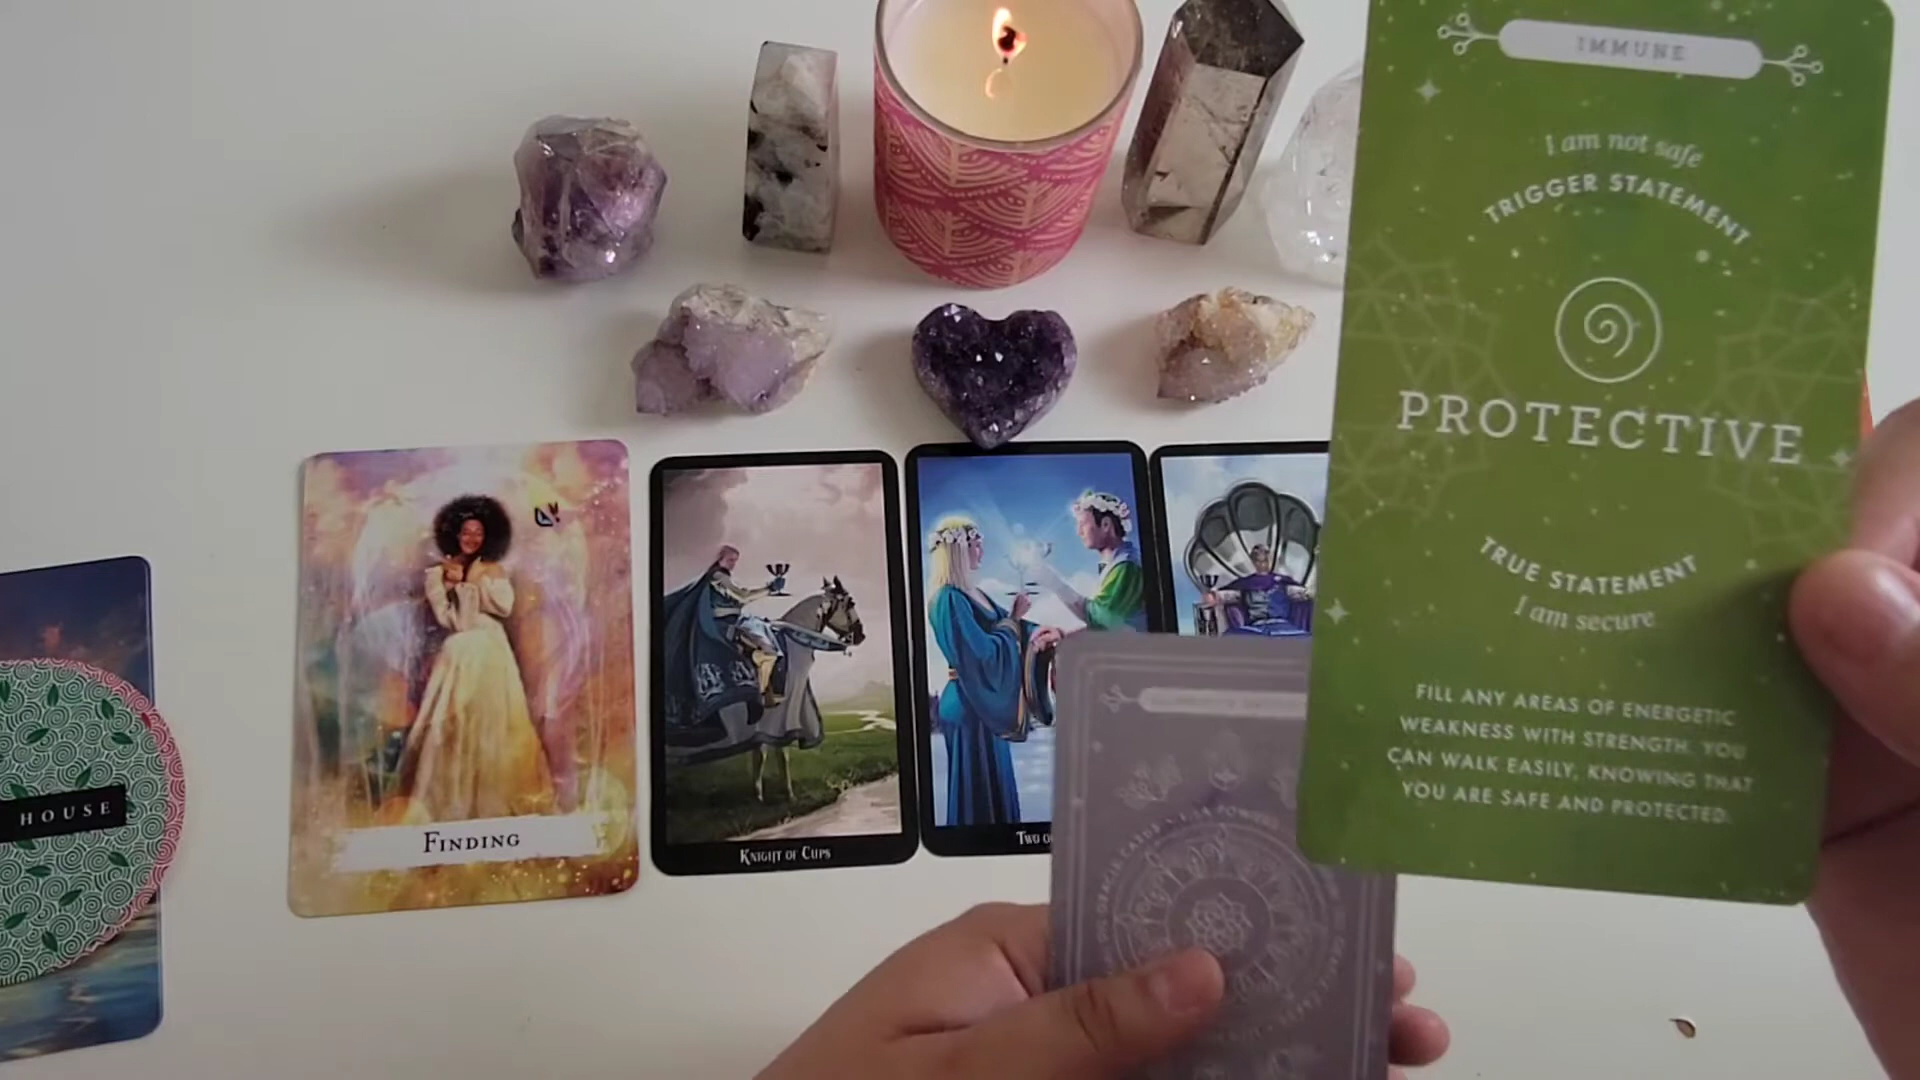 IMMUNE
I am not safe
TRIGGER STATEMENT
PROTECTIVE
TRUE STATEMENT
I am secure
FILL ANY AREAS OF ENERGETIC
WEAKNESS WITH STRENGTH. YOU
CAN WALK EASILY, KNOWING THAT
YOU ARE SAFE AND PROTECTED.
HOUSE
FINDING
KNIGHT OF CUPS
TWO